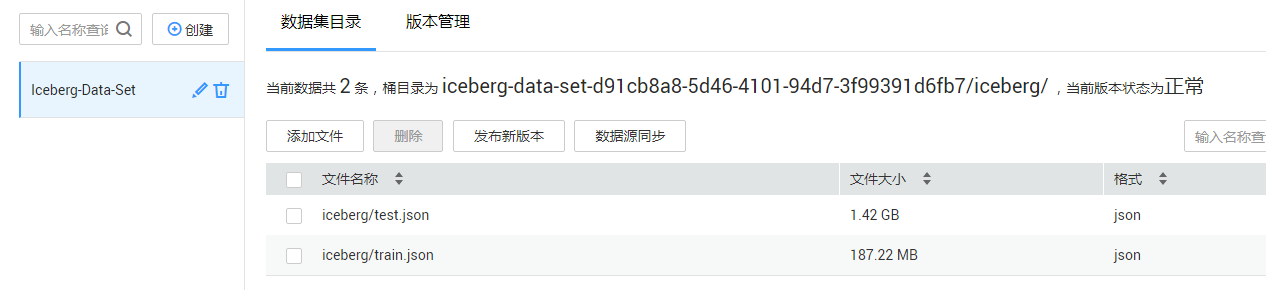 输入名称查询 创建
Iceberg-Data-Set
数据集目录 版本管理
当前数据共 2 条，桶目录为 iceberg-data-set-d91cb8a8-5d46-4101-94d7-3f99391d6fb7/iceberg/ ，当前版本状态为正常
添加文件 删除 发布新版本 数据源同步 输入名称查
文件名称 文件大小 格式
iceberg/test.json 1.42 GB json
iceberg/train.json 187.22 MB json